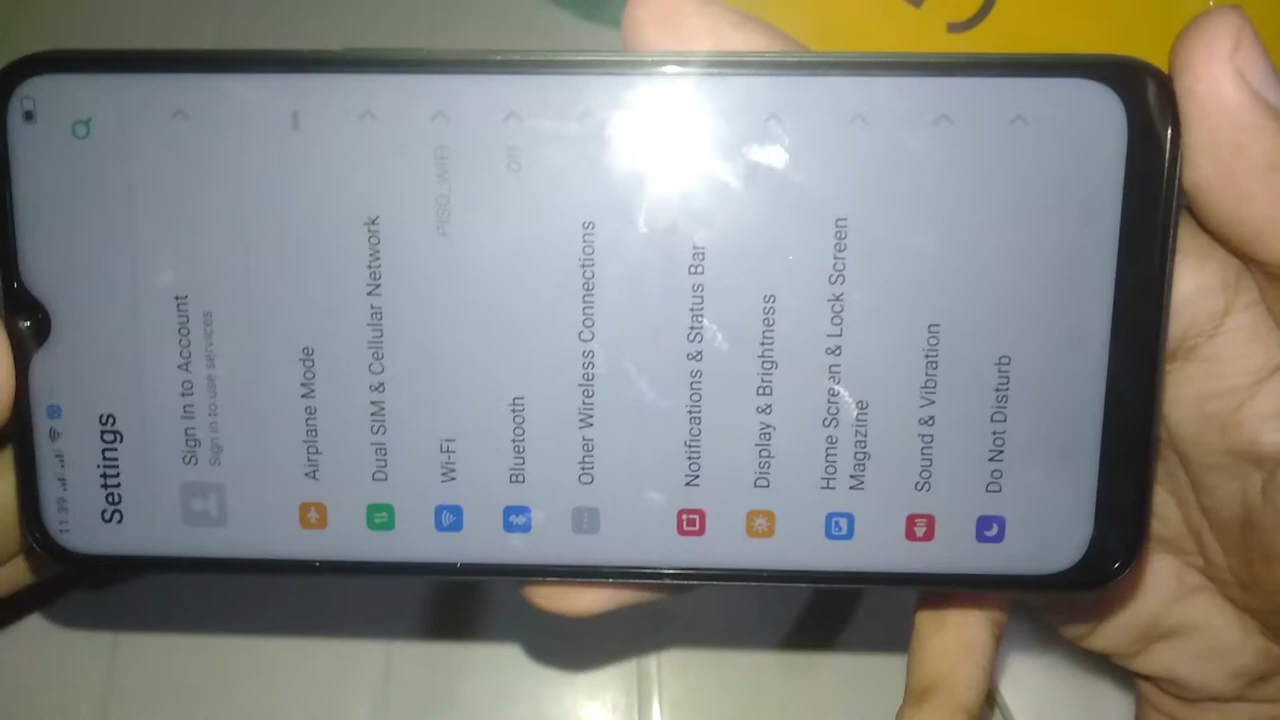 11:39
Settings
Sign In to Account
Sign in to use services
Airplane Mode
Dual SIM & Cellular Network
Wi-Fi PISO_WIFI
Bluetooth Off
Other Wireless Connections
Notifications & Status Bar
Display & Brightness
Home Screen & Lock Screen
Magazine
Sound & Vibration
Do Not Disturb